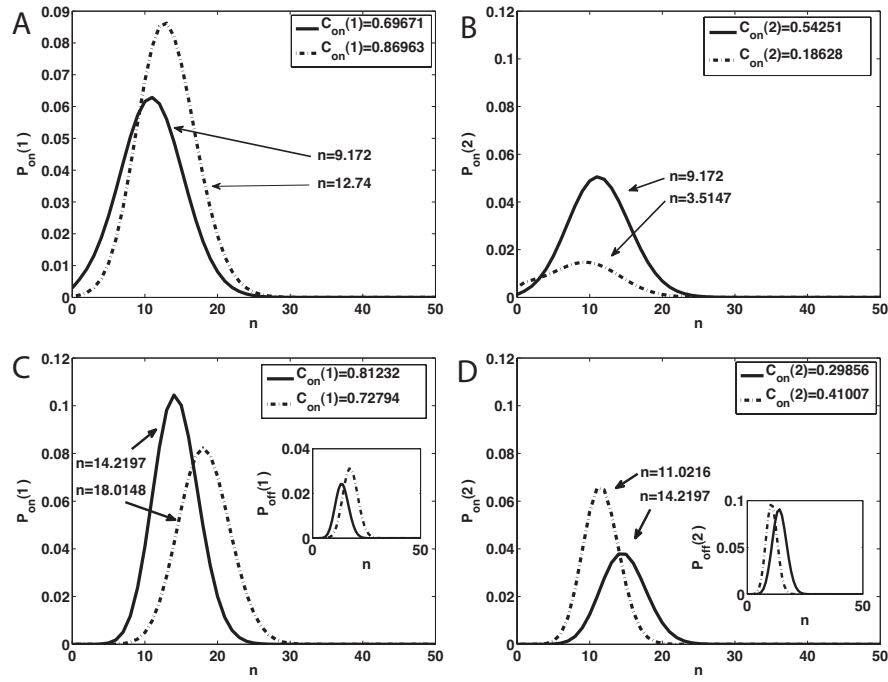 A
0.09
0.08
0.07
0.06
0.05
0.04
0.03
0.02
0.01
0
P_on(1)
C_on(1)=0.69671
C_on(1)=0.86963
n=9.172
n=12.74
0 10 20 30 40 50
n
B
0.12
0.1
0.08
0.06
0.04
0.02
0
P_on(2)
C_on(2)=0.54251
C_on(2)=0.18628
n=9.172
n=3.5147
0 10 20 30 40 50
n
C
0.12
0.1
0.08
0.06
0.04
0.02
0
P_on(1)
C_on(1)=0.81232
C_on(1)=0.72794
n=14.2197
n=18.0148
0.04
0.02
0
P_off(1)
0 50
n
0 10 20 30 40 50
n
D
0.12
0.1
0.08
0.06
0.04
0.02
0
P_on(2)
C_on(2)=0.29856
C_on(2)=0.41007
n=11.0216
n=14.2197
0.1
0.05
0
P_off(2)
0 50
n
0 10 20 30 40 50
n